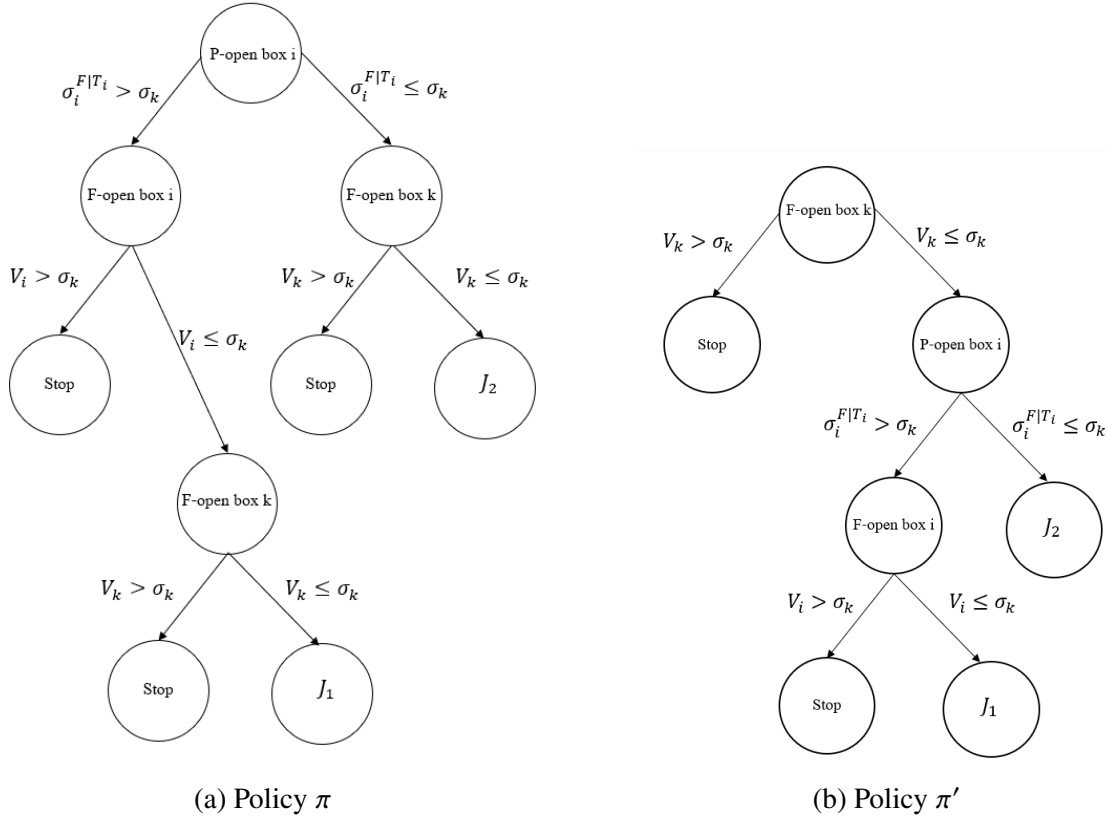 P-open box i
σ_i^{F|T_i} > σ_k
σ_i^{F|T_i} ≤ σ_k
F-open box i
F-open box k
V_i > σ_k
V_i ≤ σ_k
V_k > σ_k
V_k ≤ σ_k
Stop
Stop
J_2
F-open box k
V_k > σ_k
V_k ≤ σ_k
Stop
J_1
(a) Policy π
F-open box k
V_k > σ_k
V_k ≤ σ_k
Stop
P-open box i
σ_i^{F|T_i} > σ_k
σ_i^{F|T_i} ≤ σ_k
F-open box i
J_2
V_i > σ_k
V_i ≤ σ_k
Stop
J_1
(b) Policy π′